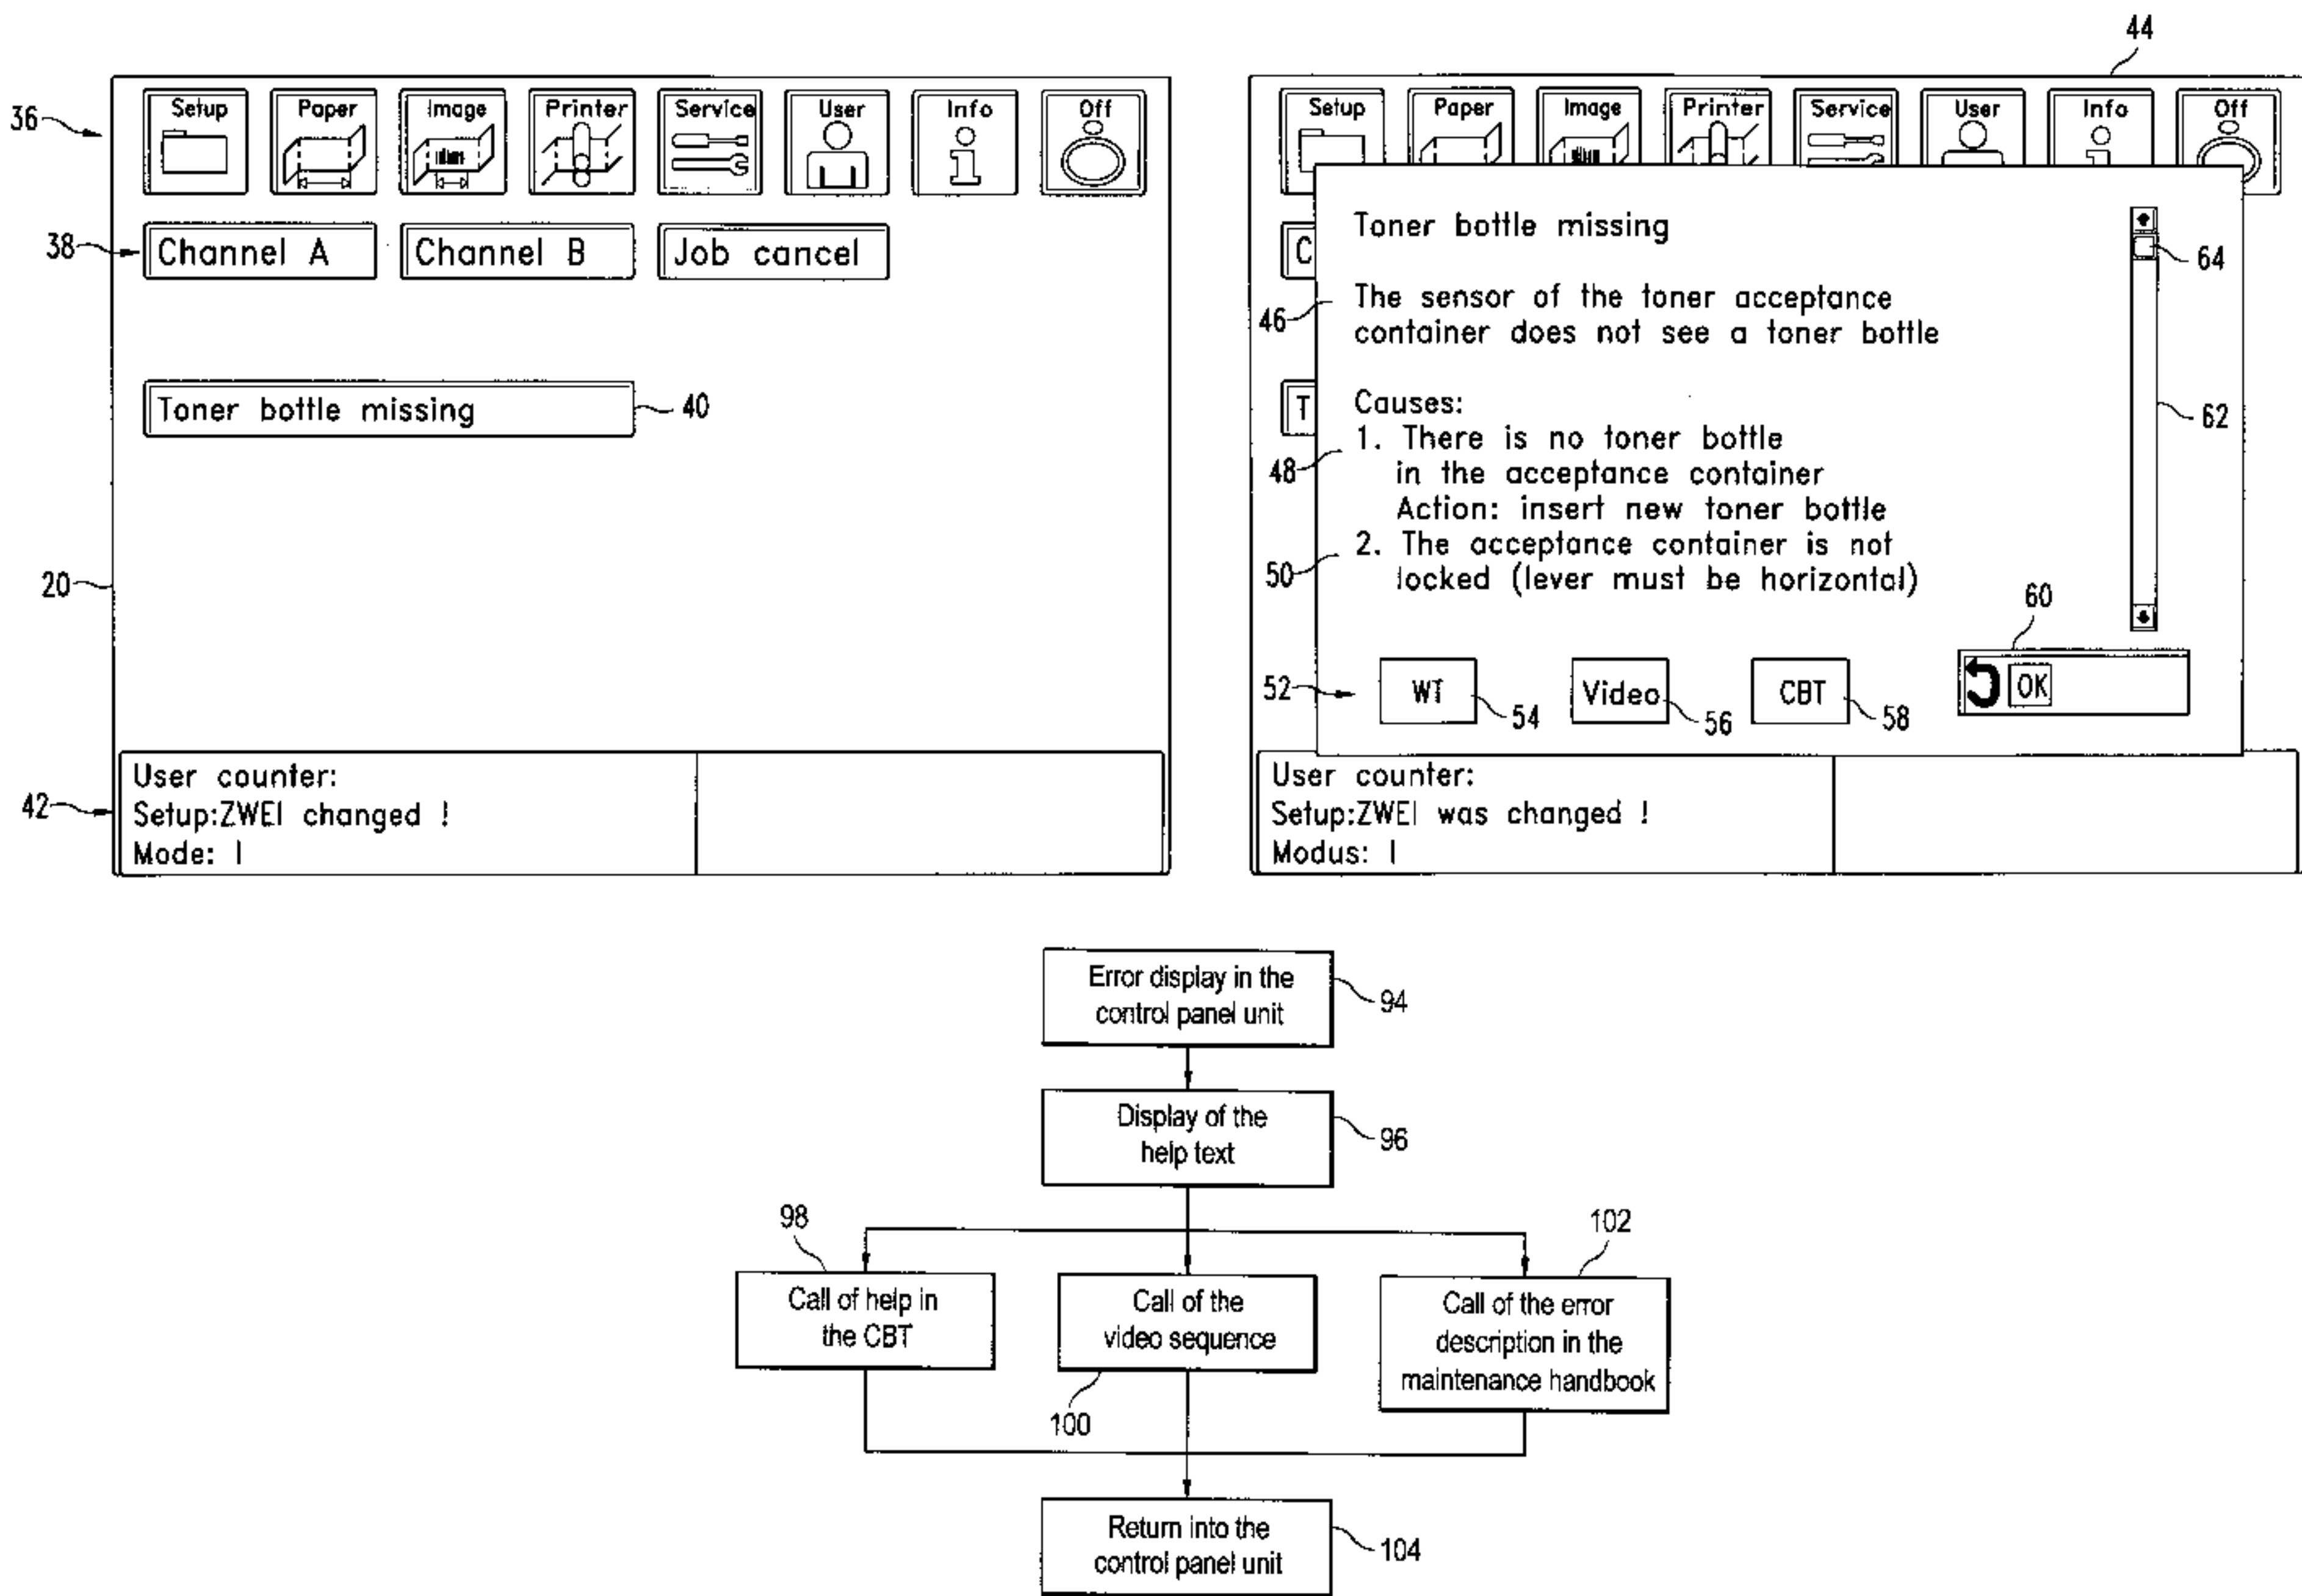 44
36
Setup Paper Image Printer Service User Info Off
38
Channel A Channel B Job cancel
Toner bottle missing
40
20
42
User counter:
Setup:ZWEI changed !
Mode: I
Setup Paper Image Printer Service User Info Off
C
T
Toner bottle missing
64
46
The sensor of the toner acceptance
container does not see a toner bottle
62
Causes:
48
1. There is no toner bottle
in the acceptance container
Action: insert new toner bottle
50
2. The acceptance container is not
locked (lever must be horizontal)
60
52
WT
54
Video
56
CBT
58
OK
User counter:
Setup:ZWEI was changed !
Modus: I
Error display in the
control panel unit
94
Display of the
help text
96
98
Call of help in
the CBT
Call of the
video sequence
100
102
Call of the error
description in the
maintenance handbook
Return into the
control panel unit
104